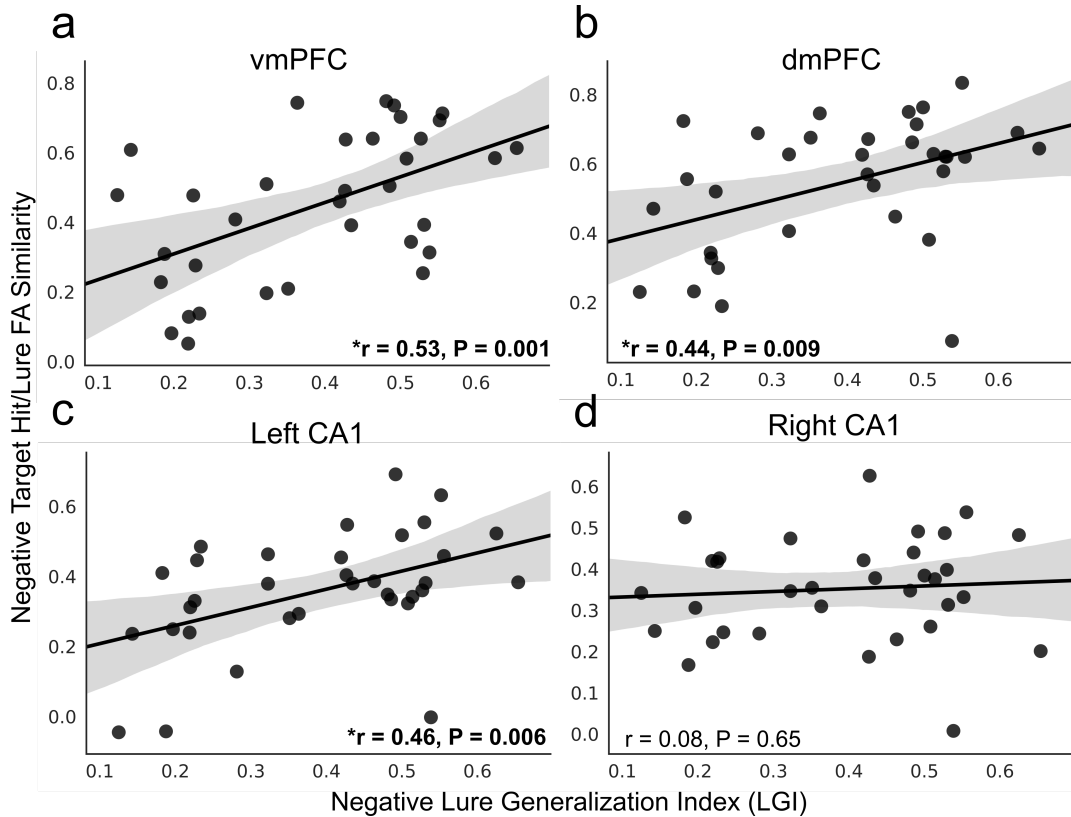 a
vmPFC
0.8
0.6
0.4
0.2
0.0
*r = 0.53, P = 0.001
0.1 0.2 0.3 0.4 0.5 0.6
b
dmPFC
0.8
0.6
0.4
0.2
*r = 0.44, P = 0.009
0.1 0.2 0.3 0.4 0.5 0.6
c
Left CA1
0.6
0.4
0.2
0.0
*r = 0.46, P = 0.006
0.1 0.2 0.3 0.4 0.5 0.6
d
Right CA1
0.6
0.5
0.4
0.3
0.2
0.1
0.0
r = 0.08, P = 0.65
0.1 0.2 0.3 0.4 0.5 0.6
Negative Target Hit/Lure FA Similarity
Negative Lure Generalization Index (LGI)